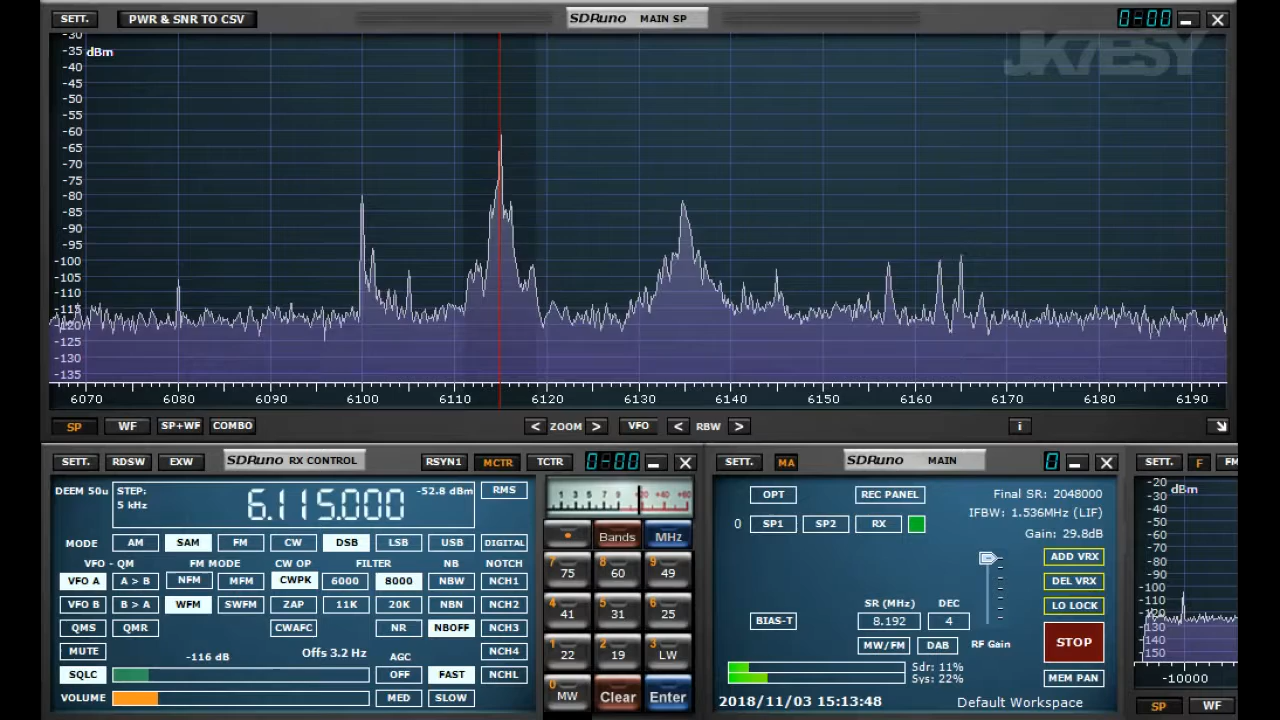 SETT. PWR & SNR TO CSV SDRuno MAIN SP 0-00
JK7ESY
dBm
-30
-35
-40
-45
-50
-55
-60
-65
-70
-75
-80
-85
-90
-95
-100
-105
-110
-115
-120
-125
-130
-135
6070 6080 6090 6100 6110 6120 6130 6140 6150 6160 6170 6180 6190
SP WF SP+WF COMBO < ZOOM > VFO < RBW > i
SETT. RDSW EXW SDRuno RX CONTROL RSYN1 MCTR TCTR 0-00
DEEM 50u STEP: 5 kHz 6.115.000 -52.8 dBm RMS
MODE AM SAM FM CW DSB LSB USB DIGITAL
VFO - QM FM MODE CW OP FILTER NB NOTCH
VFO A A > B NFM MFM CWPK 6000 8000 NBW NCH1
VFO B B > A WFM SWFM ZAP 11K 20K NBN NCH2
QMS QMR CWAFC NR NBOFF NCH3
MUTE -116 dB Offs 3.2 Hz AGC NCH4
SQLC OFF FAST NCHL
VOLUME MED SLOW
1 3 5 7 9 +20 +40 +60
Bands MHz
7 75 8 60 9 49
4 41 5 31 6 25
1 22 2 19 3 LW
0 MW Clear Enter
SETT. MA SDRuno MAIN 0
OPT REC PANEL Final SR: 2048000
IFBW: 1.536MHz (LIF)
0 SP1 SP2 RX
Gain: 29.8dB
ADD VRX
DEL VRX
SR (MHz) DEC LO LOCK
BIAS-T 8.192 4
MW/FM DAB RF Gain STOP
Sdr: 11%
Sys: 22% MEM PAN
2018/11/03 15:13:48 Default Workspace
SETT. F FM
dBm
-20
-30
-40
-50
-60
-70
-80
-90
-100
-110
-120
-130
-140
-150
-10000
SP WF